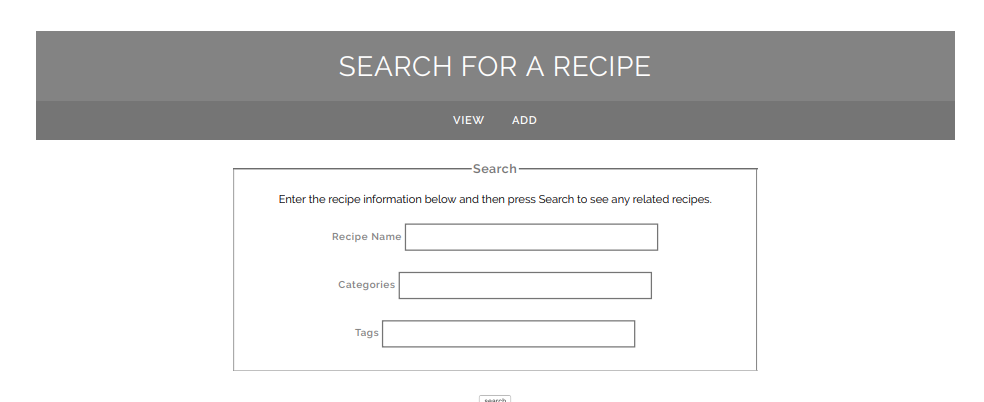 SEARCH FOR A RECIPE
VIEW ADD
Search
Enter the recipe information below and then press Search to see any related recipes.
Recipe Name
Categories
Tags
search